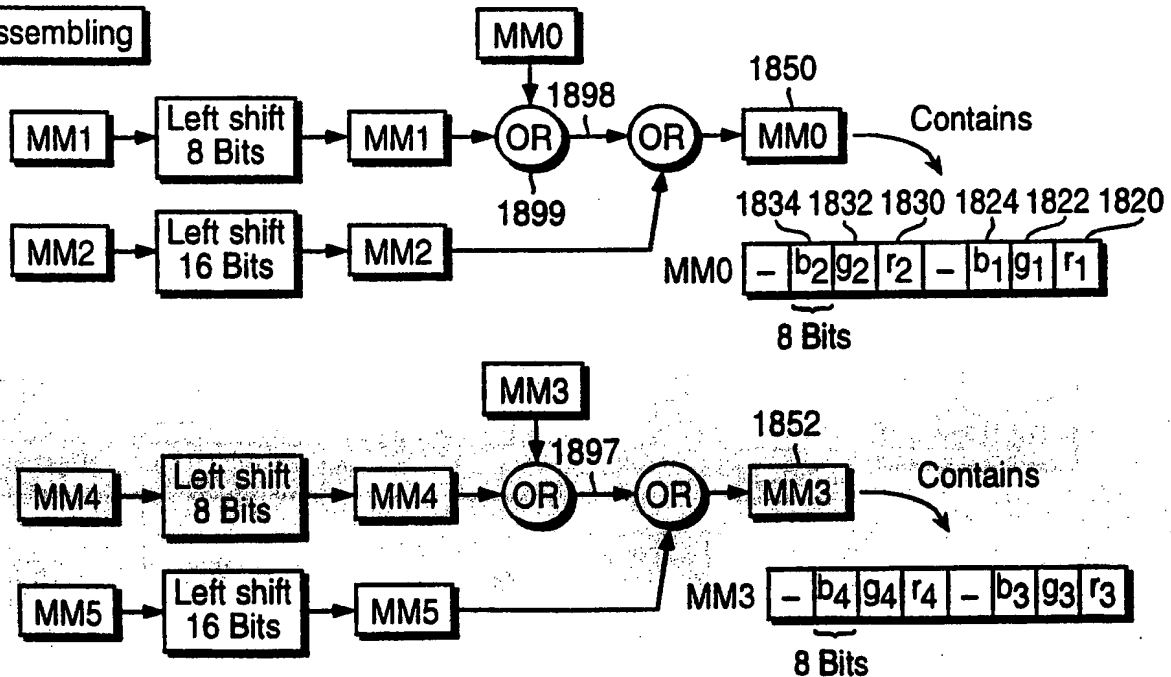 ssembling
MM0
1850
MM1
Left shift
8 Bits
MM1
OR
1898
OR
MM0
Contains
1899
MM2
Left shift
16 Bits
MM2
1834 1832 1830 1824 1822 1820
MM0 – b2 g2 r2 – b1 g1 r1
8 Bits
MM3
1852
MM4
Left shift
8 Bits
MM4
OR
1897
OR
MM3
Contains
MM5
Left shift
16 Bits
MM5
MM3 – b4 g4 r4 – b3 g3 r3
8 Bits